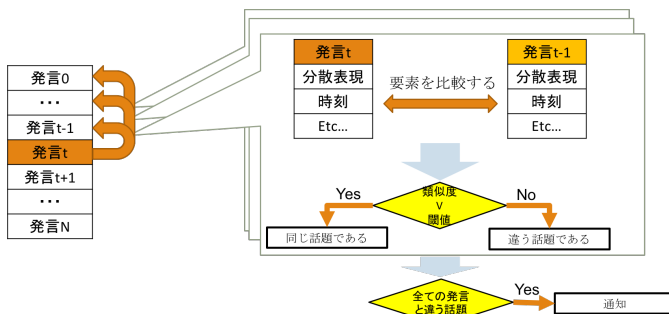 発言0
・・・
発言t-1
発言t
発言t+1
・・・
発言N
発言t
分散表現
時刻
Etc...
要素を比較する
発言t-1
分散表現
時刻
Etc...
Yes
類似度
∨
閾値
No
同じ話題である
違う話題である
全ての発言
と違う話題
Yes
通知